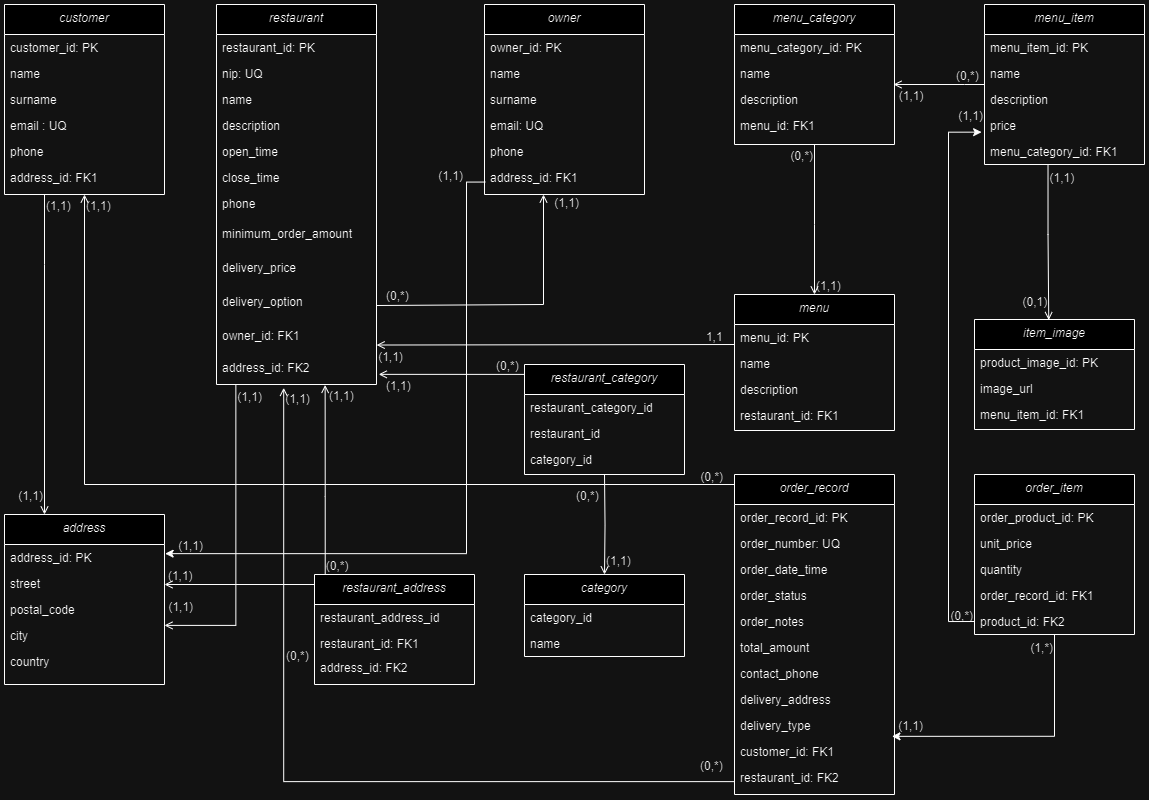 customer
customer_id: PK
name
surname
email : UQ
phone
address_id: FK1
(1,1)
(1,1)
(1,1)
restaurant
restaurant_id: PK
nip: UQ
name
description
open_time
close_time
phone
minimum_order_amount
delivery_price
delivery_option
owner_id: FK1
address_id: FK2
(0,*)
(1,1)
(1,1)
(1,1)
(1,1)
(1,1)
owner
owner_id: PK
name
surname
email: UQ
phone
address_id: FK1
(1,1)
(1,1)
menu_category
menu_category_id: PK
name
description
menu_id: FK1
(0,*)
(1,1)
(0,*)
(1,1)
menu_item
menu_item_id: PK
name
description
price
menu_category_id: FK1
(1,1)
(1,1)
(0,1)
menu
menu_id: PK
name
description
restaurant_id: FK1
1,1
item_image
product_image_id: PK
image_url
menu_item_id: FK1
restaurant_category
restaurant_category_id
restaurant_id
category_id
(0,*)
(0,*)
(1,1)
address
address_id: PK
street
postal_code
city
country
(1,1)
(1,1)
(1,1)
restaurant_address
restaurant_address_id
restaurant_id: FK1
address_id: FK2
(0,*)
(0,*)
category
category_id
name
order_record
order_record_id: PK
order_number: UQ
order_date_time
order_status
order_notes
total_amount
contact_phone
delivery_address
delivery_type
customer_id: FK1
restaurant_id: FK2
(0,*)
(0,*)
(1,1)
order_item
order_product_id: PK
unit_price
quantity
order_record_id: FK1
product_id: FK2
(0,*)
(1,*)